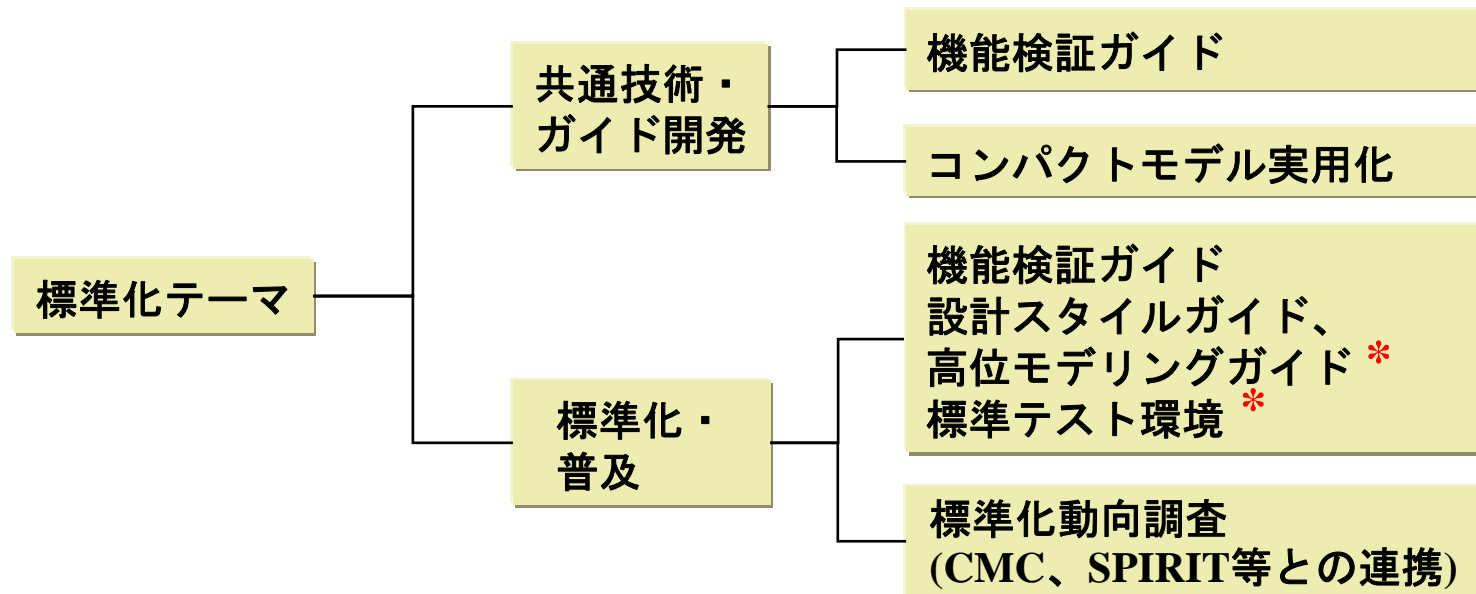 標準化テーマ
共通技術・
ガイド開発
機能検証ガイド
コンパクトモデル実用化
標準化・
普及
機能検証ガイド
設計スタイルガイド、
高位モデリングガイド *
標準テスト環境 *
標準化動向調査
(CMC、SPIRIT等との連携)